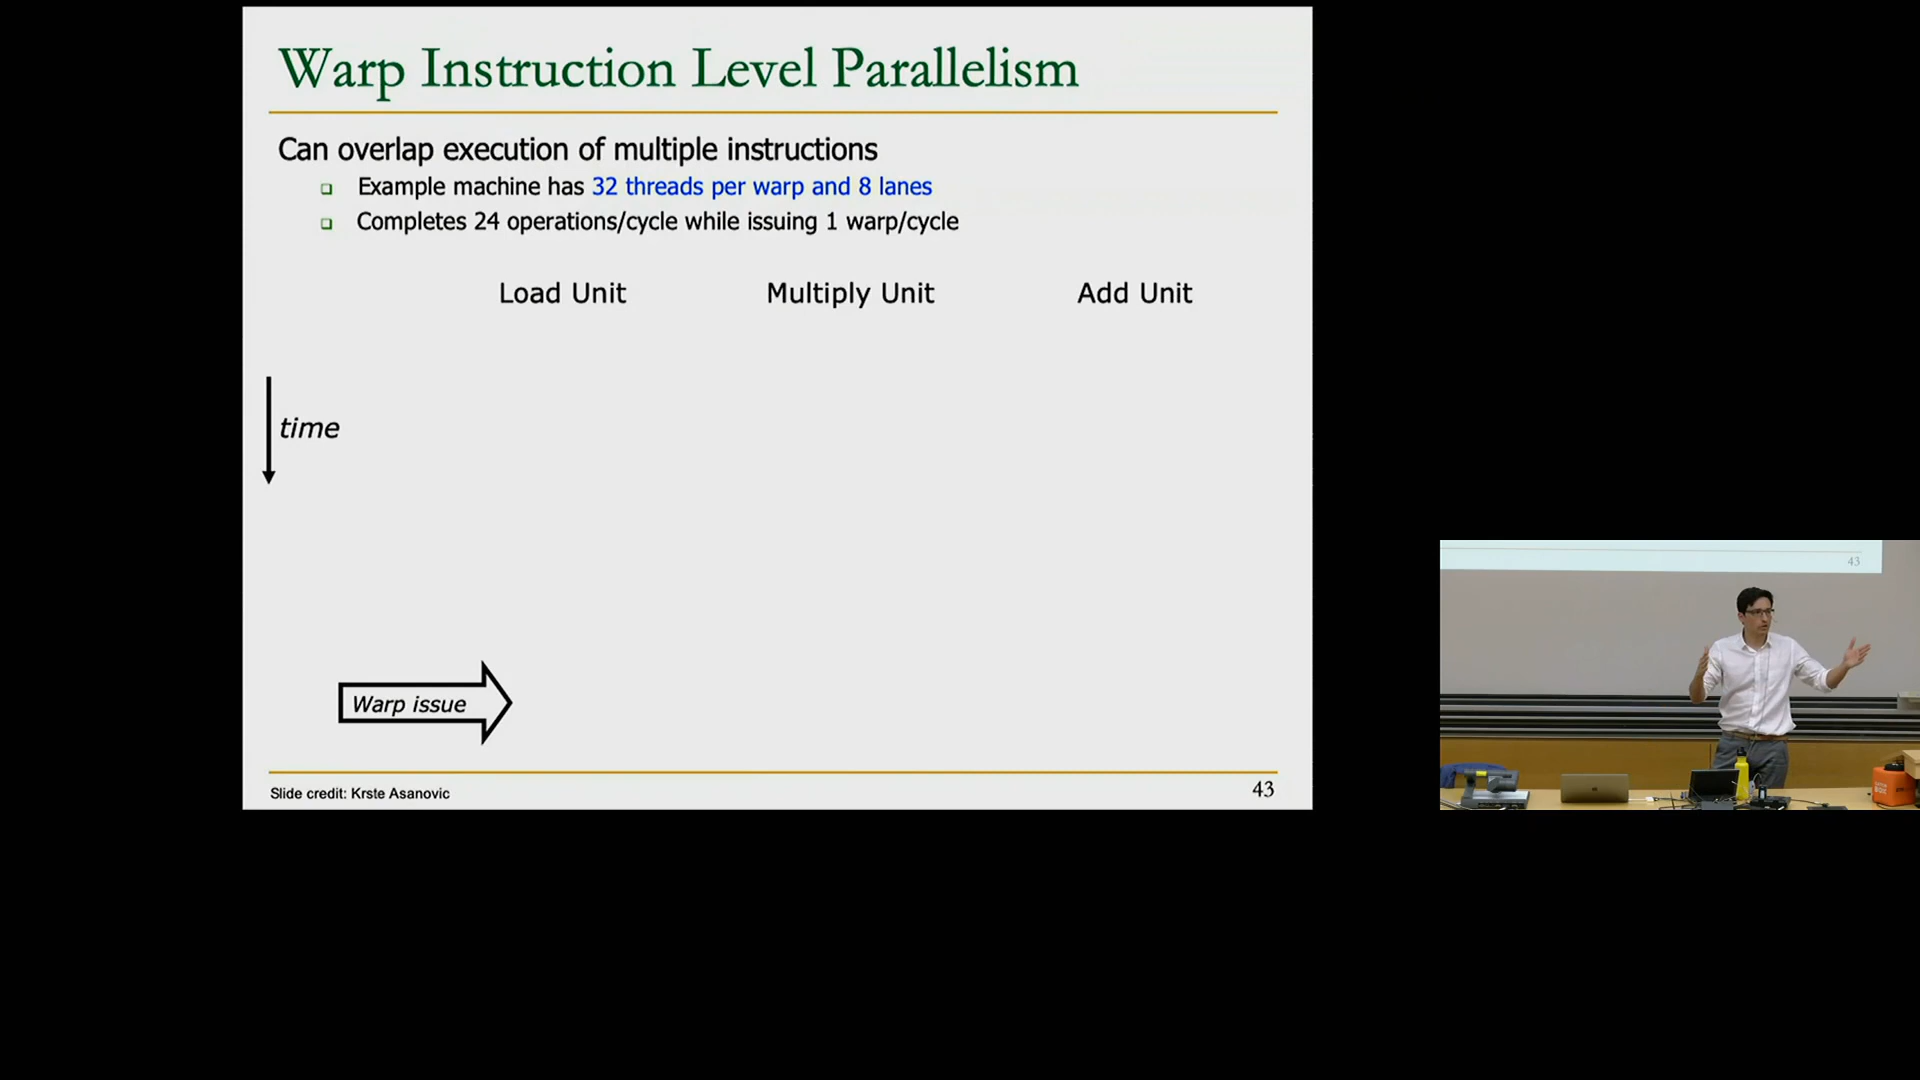 Warp Instruction Level Parallelism
Can overlap execution of multiple instructions
Example machine has 32 threads per warp and 8 lanes
Completes 24 operations/cycle while issuing 1 warp/cycle
Load Unit Multiply Unit Add Unit
time
Warp issue
Slide credit: Krste Asanovic
43
43